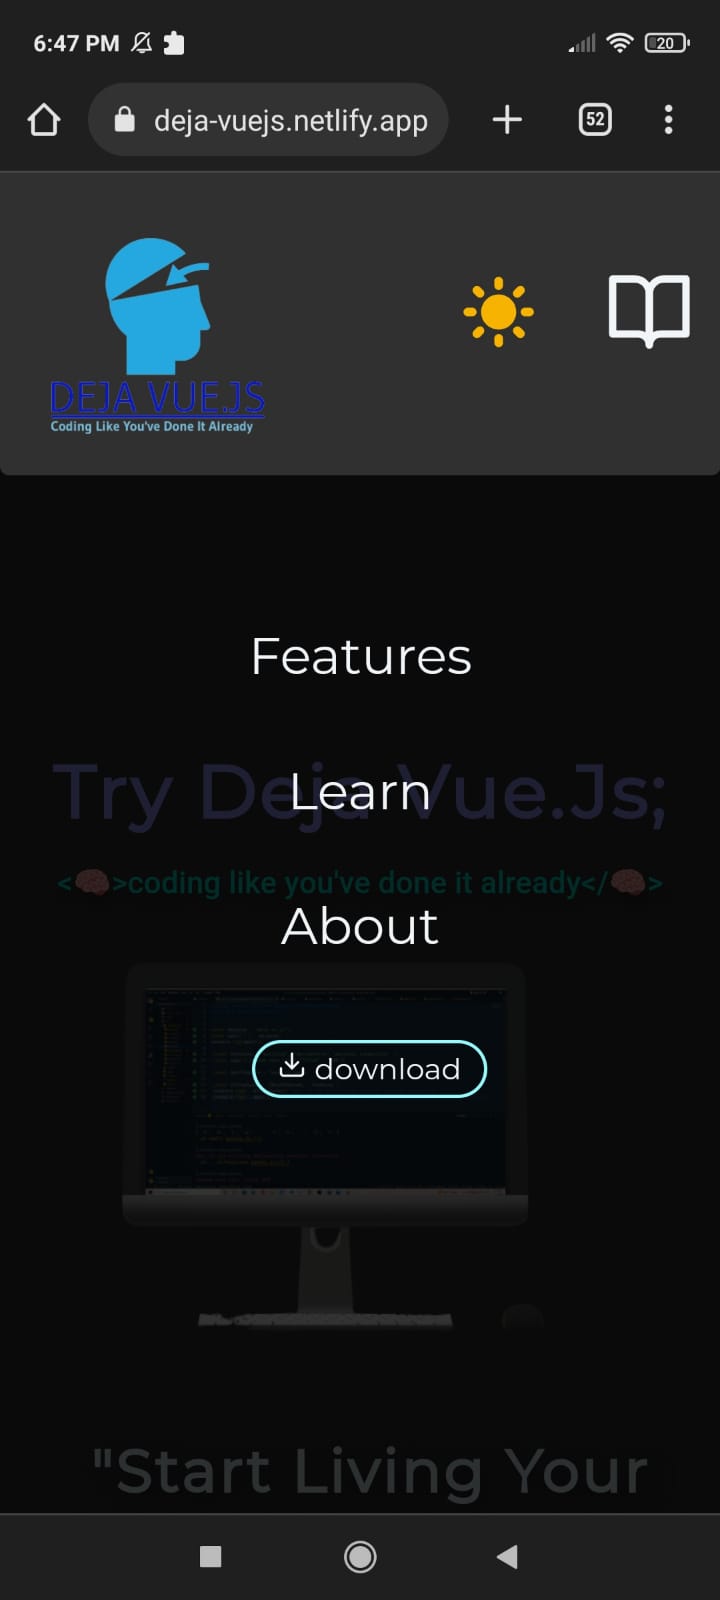 6:47 PM
20
deja-vuejs.netlify.app
52
DEJA VUE.JS
Coding Like You've Done It Already
Features
Try Deja Vue.Js;
Learn
<🧠>coding like you've done it already</🧠>
About
download
"Start Living Your